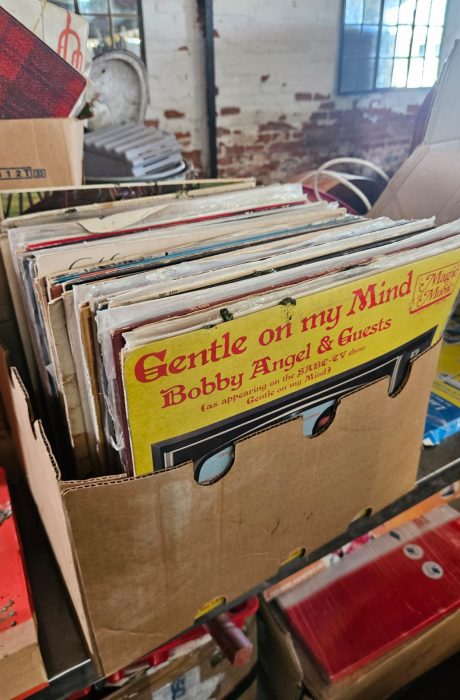 Gentle on my Mind
Bobby Angel & Guests
(as appearing on the SABC-TV show
Gentle on my Mind)
Magic
Music